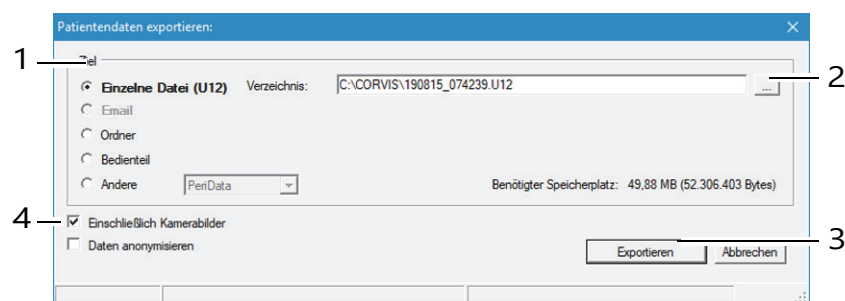 Patientendaten exportieren:
1
Ziel
Einzelne Datei (U12) Verzeichnis: C:\CORVIS\190815_074239.U12 ... 2
Email
Ordner
Bedienteil
Andere PeriData Benötigter Speicherplatz: 49,88 MB (52.306.403 Bytes)
4 Einschließlich Kamerabilder
Daten anonymisieren
Exportieren Abbrechen 3